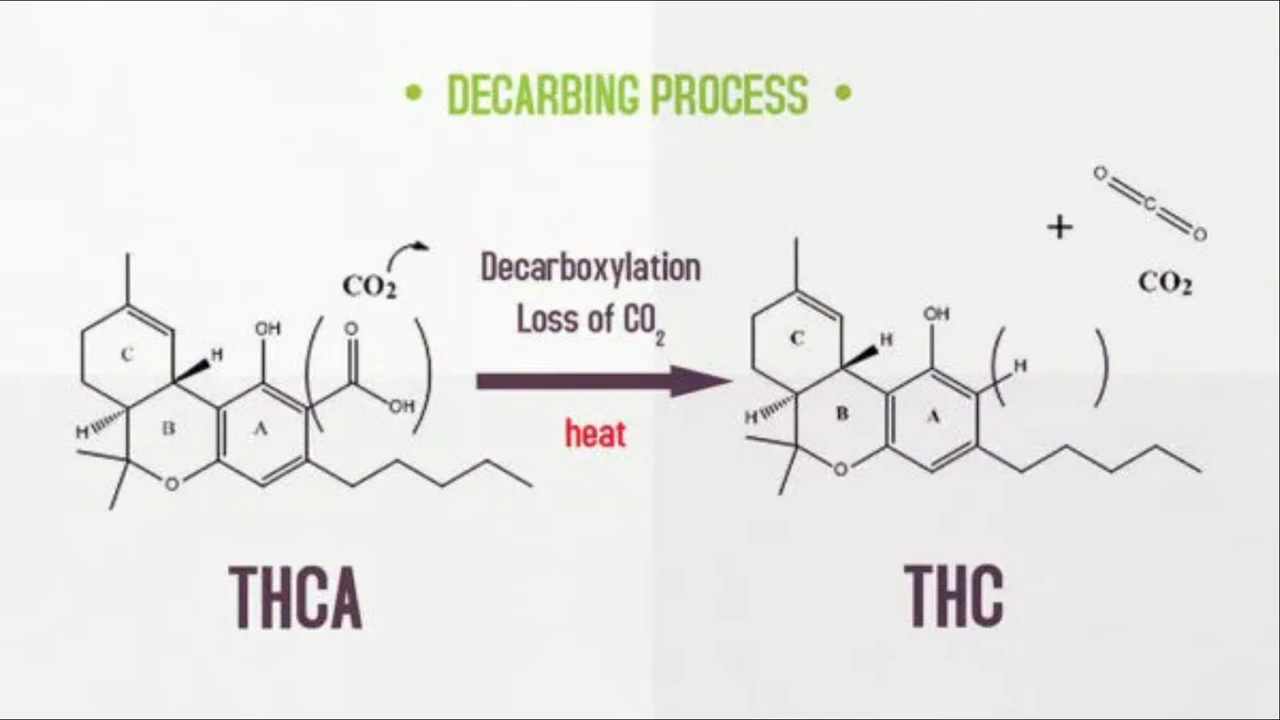 • DECARBING PROCESS •
CO2
Decarboxylation
Loss of CO₂
heat
C
H
OH
O
OH
H
B
A
O
THCA
+
O
C
O
CO2
C
H
OH
H
H
B
A
O
THC